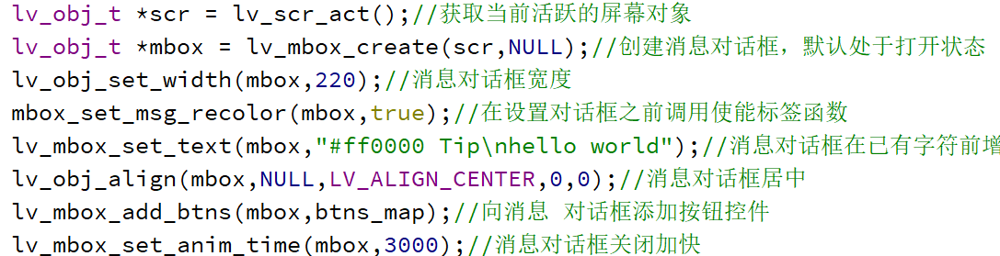 lv_obj_t *scr = lv_scr_act();//获取当前活跃的屏幕对象
lv_obj_t *mbox = lv_mbox_create(scr,NULL);//创建消息对话框，默认处于打开状态
lv_obj_set_width(mbox,220);//消息对话框宽度
mbox_set_msg_recolor(mbox,true);//在设置对话框之前调用使能标签函数
lv_mbox_set_text(mbox,"#ff0000 Tip\nhello world");//消息对话框在已有字符前增
lv_obj_align(mbox,NULL,LV_ALIGN_CENTER,0,0);//消息对话框居中
lv_mbox_add_btns(mbox,btns_map);//向消息 对话框添加按钮控件
lv_mbox_set_anim_time(mbox,3000);//消息对话框关闭加快